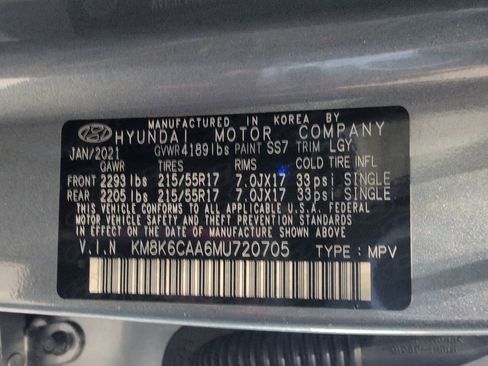 MANUFACTURED IN KOREA BY
HYUNDAI MOTOR COMPANY
JAN/2021 GVWR 4189lbs PAINT SS7 TRIM LGY
GAWR TIRES RIMS COLD TIRE INFL
FRONT 2293 lbs 215/55R17 7.0JX17 33psi SINGLE
REAR 2205 lbs 215/55R17 7.0JX17 33psi SINGLE
THIS VEHICLE CONFORMS TO ALL APPLICABLE FEDERAL
MOTOR VEHICLE SAFETY, BUMPER, AND THEFT PREVENTION
STANDARDS IN EFFECT ON THE DATE OF MANUFACTURE SHOWN ABOVE.
V.I.N KM8K6CAA6MU720705 TYPE : MPV